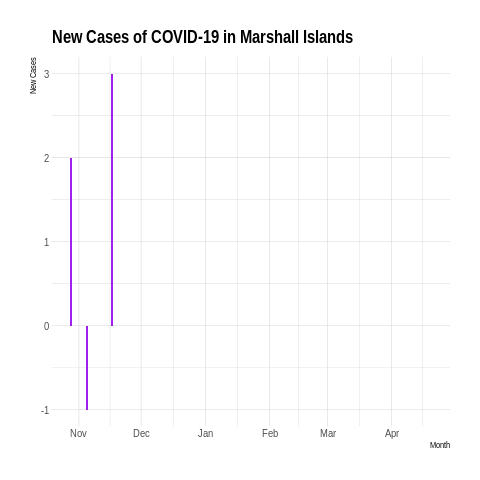 New Cases of COVID-19 in Marshall Islands
New Cases
3
2
1
0
-1
Nov Dec Jan Feb Mar Apr
Month